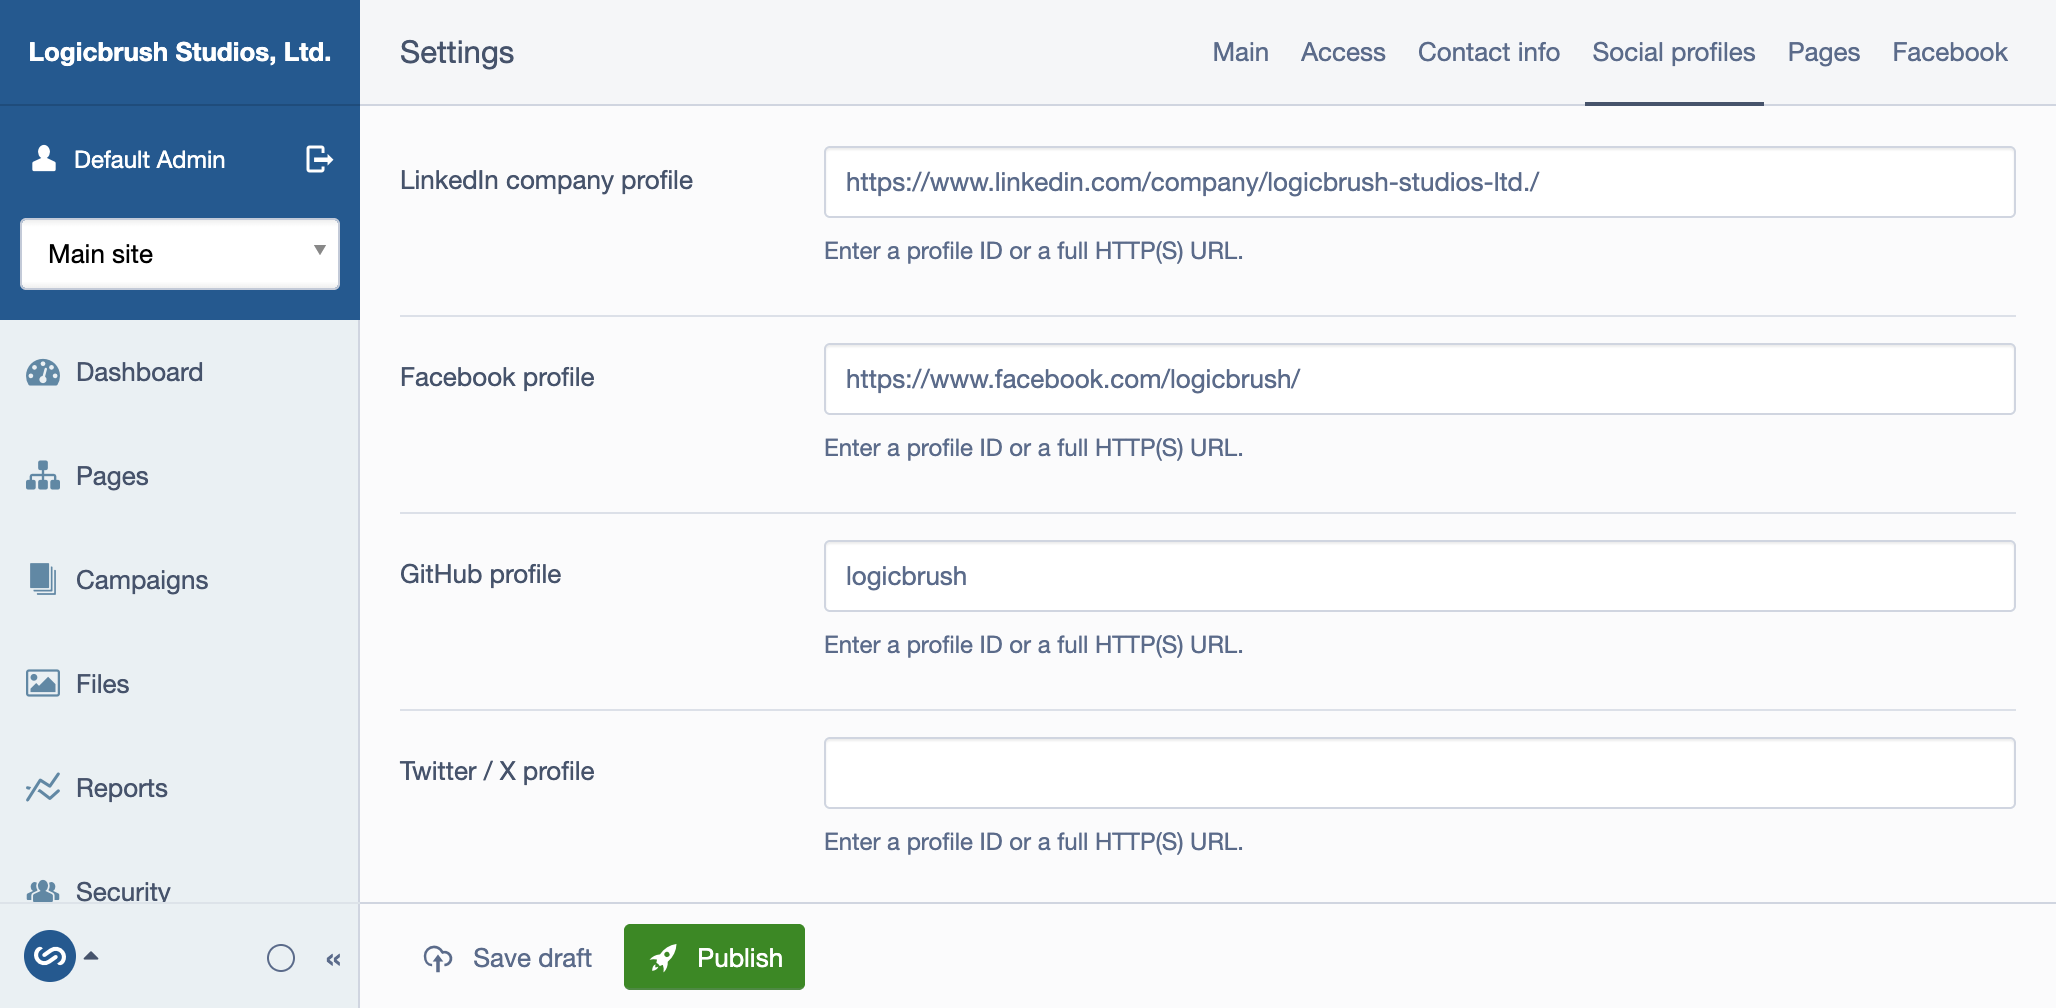 Logicbrush Studios, Ltd.
Settings
Main
Access
Contact info
Social profiles
Pages
Facebook
Default Admin
Main site
Dashboard
Pages
Campaigns
Files
Reports
Security
«
LinkedIn company profile
https://www.linkedin.com/company/logicbrush-studios-ltd./
Enter a profile ID or a full HTTP(S) URL.
Facebook profile
https://www.facebook.com/logicbrush/
Enter a profile ID or a full HTTP(S) URL.
GitHub profile
logicbrush
Enter a profile ID or a full HTTP(S) URL.
Twitter / X profile
Enter a profile ID or a full HTTP(S) URL.
Save draft
Publish